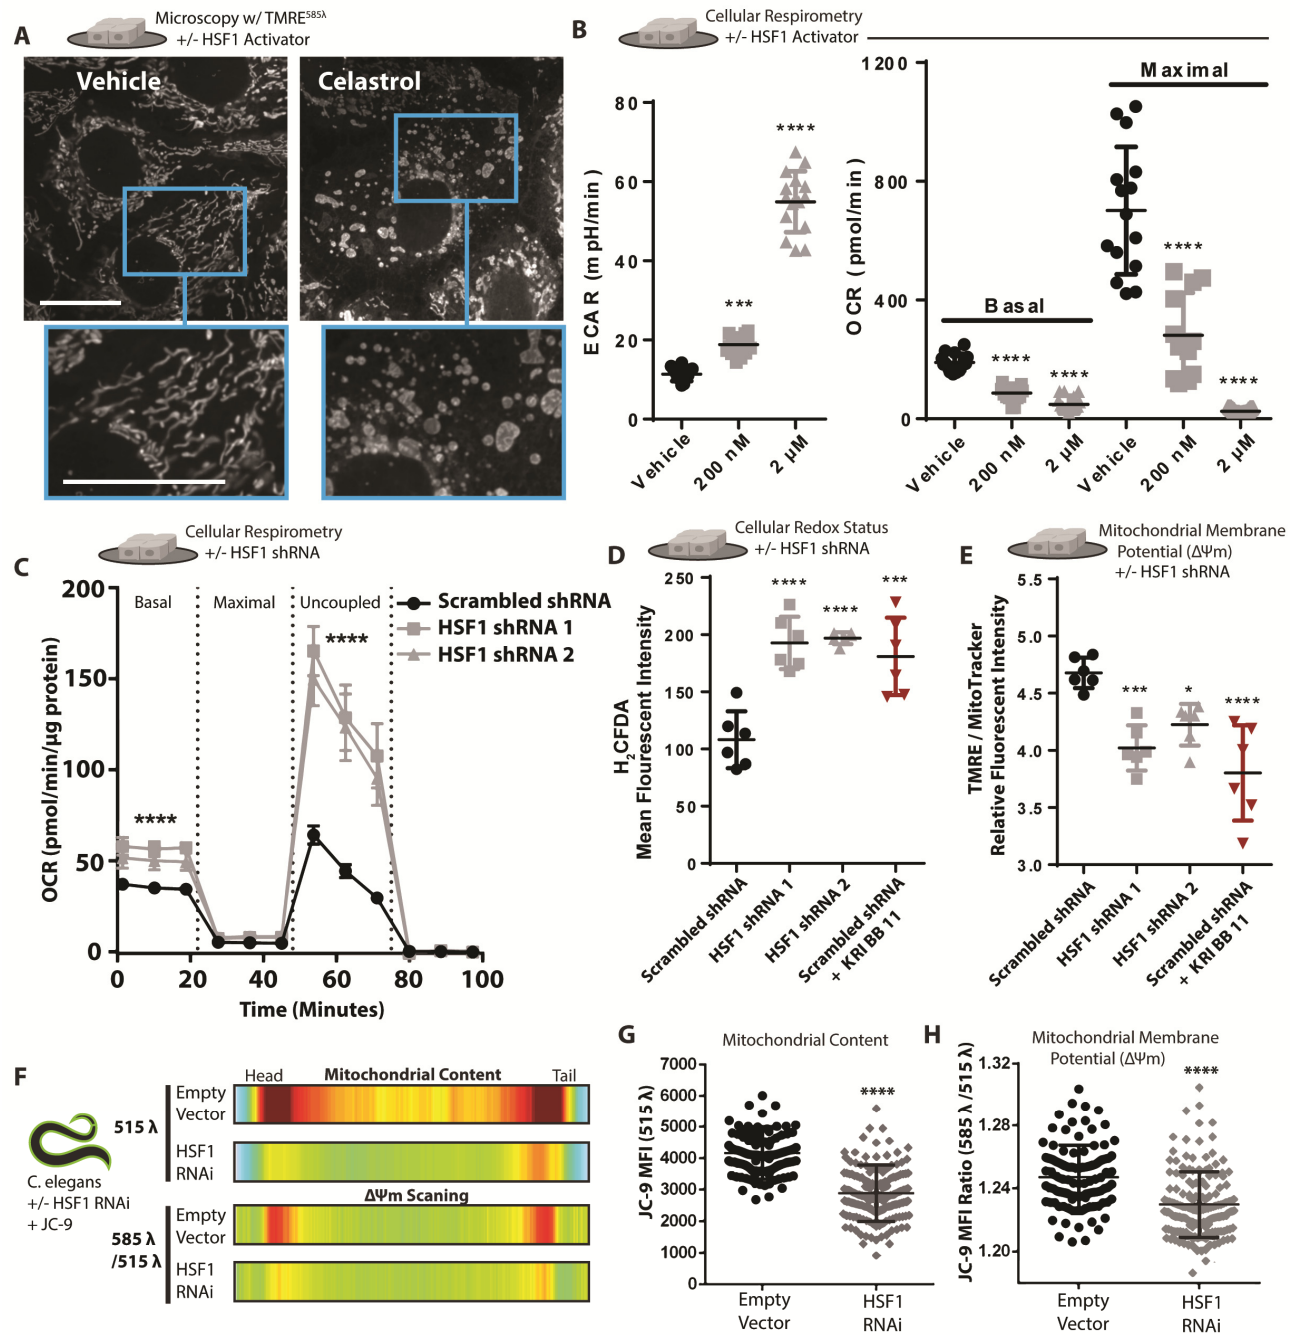 A
Microscopy w/ TMRE⁵⁸⁵λ
+/- HSF1 Activator
Vehicle
Celastrol
B
Cellular Respirometry
+/- HSF1 Activator
ECAR (mpH/min)
80
60
40
20
0
***
****
Vehicle
200 nM
2 µM
OCR (pmol/min)
1200
800
400
0
Basal
Maximal
****
****
****
****
Vehicle
200 nM
2 µM
Vehicle
200 nM
2 µM
C
Cellular Respirometry
+/- HSF1 shRNA
OCR (pmol/min/µg protein)
200
150
100
50
0
Basal
Maximal
Uncoupled
****
****
Scrambled shRNA
HSF1 shRNA 1
HSF1 shRNA 2
0
20
40
60
80
100
Time (Minutes)
D
Cellular Redox Status
+/- HSF1 shRNA
H₂CFDA
Mean Flourescent Intensity
250
200
150
100
50
0
****
****
***
Scrambled shRNA
HSF1 shRNA 1
HSF1 shRNA 2
Scrambled shRNA
+ KRI BB 11
E
Mitochondrial Membrane
Potential (ΔΨm)
+/- HSF1 shRNA
TMRE / MitoTracker
Relative Fluorescent Intensity
5.5
5.0
4.5
4.0
3.5
3.0
***
*
****
Scrambled shRNA
HSF1 shRNA 1
HSF1 shRNA 2
Scrambled shRNA
+ KRI BB 11
F
C. elegans
+/- HSF1 RNAi
+ JC-9
Head
Mitochondrial Content
Tail
515 λ
Empty
Vector
HSF1
RNAi
ΔΨm Scaning
585 λ
/515 λ
Empty
Vector
HSF1
RNAi
G
Mitochondrial Content
JC-9 MFI (515 λ)
7000
6000
5000
4000
3000
2000
1000
0
****
Empty
Vector
HSF1
RNAi
H
Mitochondrial Membrane
Potential (ΔΨm)
JC-9 MFI Ratio (585 λ/515 λ)
1.32
1.28
1.24
1.20
****
Empty
Vector
HSF1
RNAi